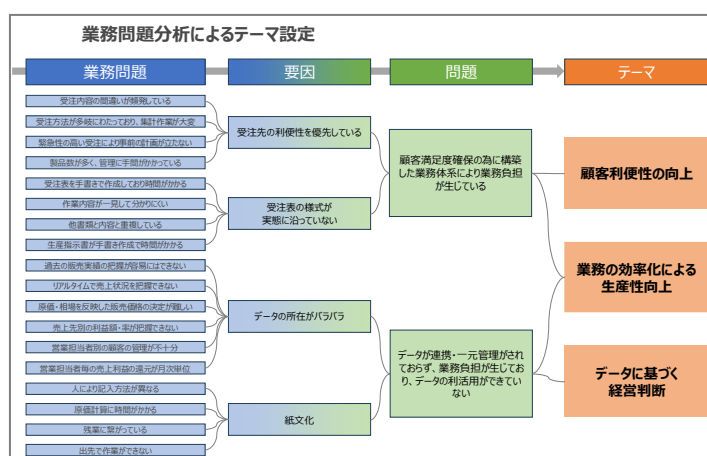 業務問題分析によるテーマ設定
業務問題
要因
問題
テーマ
受注内容の間違いが頻発している
受注方法が多岐にわたっており、集計作業が大変
緊急性の高い受注により事前の計画が立たない
製品数が多く、管理に手間がかかっている
受注表を手書きで作成しており時間がかかる
作業内容が一見して分かりにくい
他書類と内容と重複している
生産指示書が手書き作成で時間がかかる
過去の販売実績の把握が容易にはできない
リアルタイムで売上状況を把握できない
原価・相場を反映した販売価格の決定が難しい
売上先別の利益額・率が把握できない
営業担当者別の顧客の管理が不十分
営業担当者毎の売上利益の還元が月次単位
人により記入方法が異なる
原価計算に時間がかかる
残業に繋がっている
出先で作業ができない
受注先の利便性を優先している
受注表の様式が
実態に沿っていない
データの所在がバラバラ
紙文化
顧客満足度確保の為に構築
した業務体系により業務負担
が生じている
データが連携・一元管理がされ
ておらず、業務負担が生じてお
り、データの利活用ができてい
ない
顧客利便性の向上
業務の効率化による
生産性向上
データに基づく
経営判断